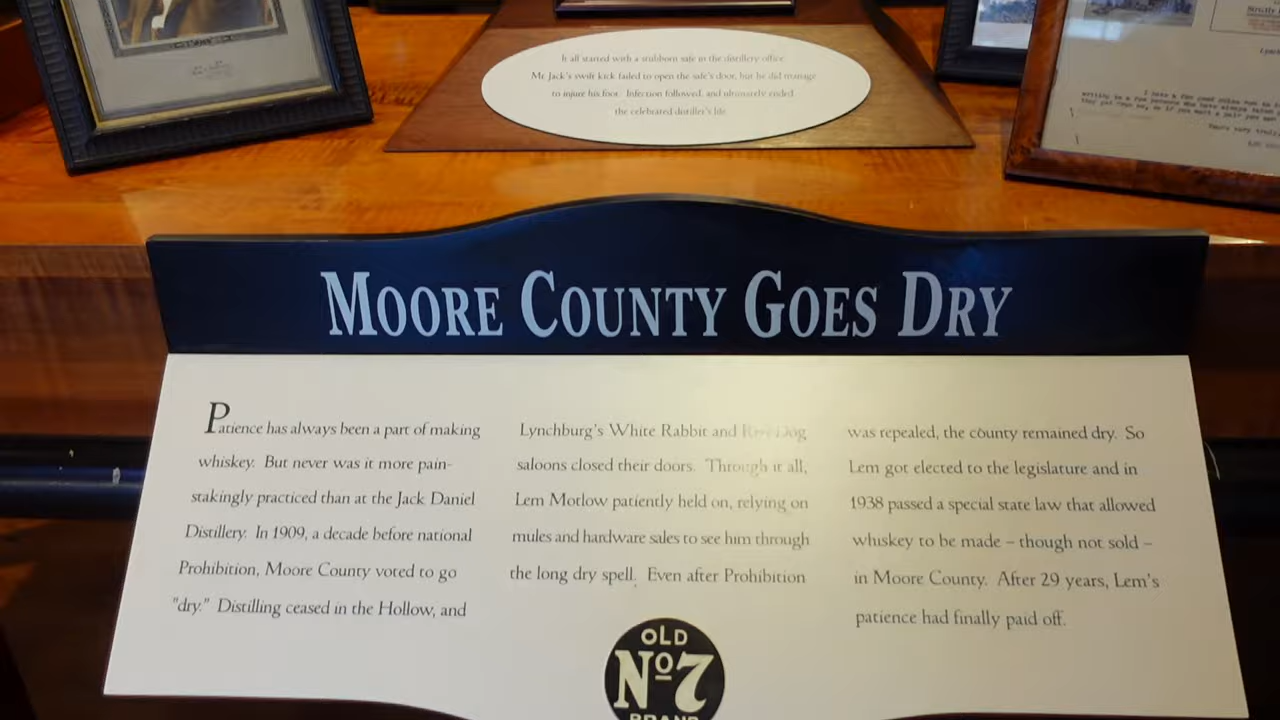 It all started with a stubborn safe in the distillery office.
Mr. Jack's swift kick failed to open the safe's door, but he did manage
to injure his foot. Infection followed, and ultimately ended
the celebrated distiller's life
MOORE COUNTY GOES DRY
Patience has always been a part of making
whiskey. But never was it more pain-
stakingly practiced than at the Jack Daniel
Distillery. In 1909, a decade before national
Prohibition, Moore County voted to go
"dry." Distilling ceased in the Hollow, and
Lynchburg's White Rabbit and Dog
saloons closed their doors. Through it all,
Lem Motlow patiently held on, relying on
mules and hardware sales to see him through
the long dry spell. Even after Prohibition
was repealed, the county remained dry. So
Lem got elected to the legislature and in
1938 passed a special state law that allowed
whiskey to be made – though not sold –
in Moore County. After 29 years, Lem's
patience had finally paid off.
OLD
No 7
BRAND